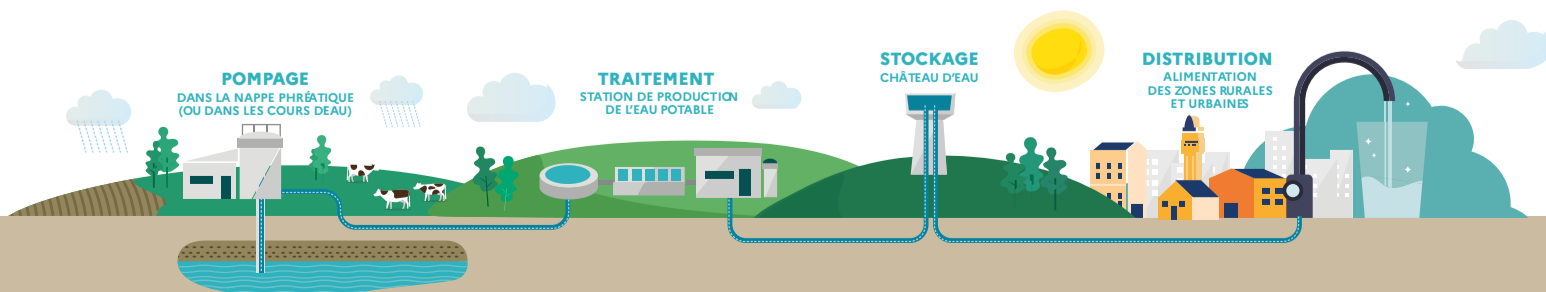 POMPAGE
DANS LA NAPPE PHRÉATIQUE
(OU DANS LES COURS DEAU)
TRAITEMENT
STATION DE PRODUCTION
DE L'EAU POTABLE
STOCKAGE
CHÂTEAU D'EAU
DISTRIBUTION
ALIMENTATION
DES ZONES RURALES
ET URBAINES